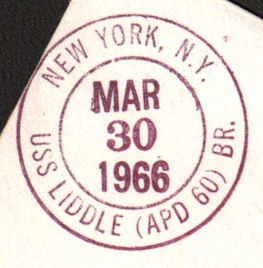 NEW YORK, N.Y.
MAR
30
1966
USS LIDDLE (APD 60) BR.